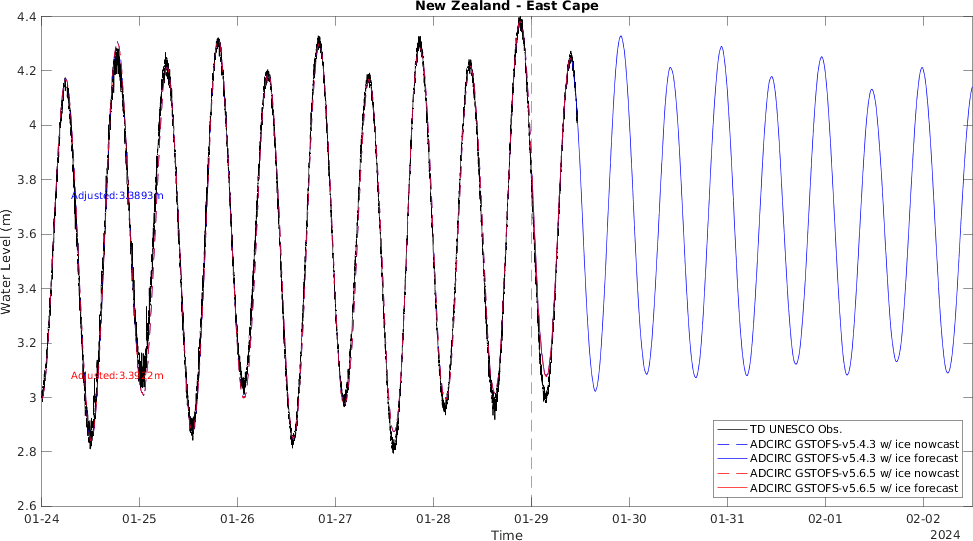 New Zealand - East Cape
4.4
4.2
4
3.8
3.6
3.4
3.2
3
2.8
2.6
Water Level (m)
Adjusted:3.3893m
TD UNESCO Obs.
ADCIRC GSTOFS-v5.4.3 w/ ice nowcast
ADCIRC GSTOFS-v5.4.3 w/ ice forecast
ADCIRC GSTOFS-v5.6.5 w/ ice nowcast
ADCIRC GSTOFS-v5.6.5 w/ ice forecast
01-24 01-25 01-26 01-27 01-28 01-29 01-30 01-31 02-01 02-02
Time
2024